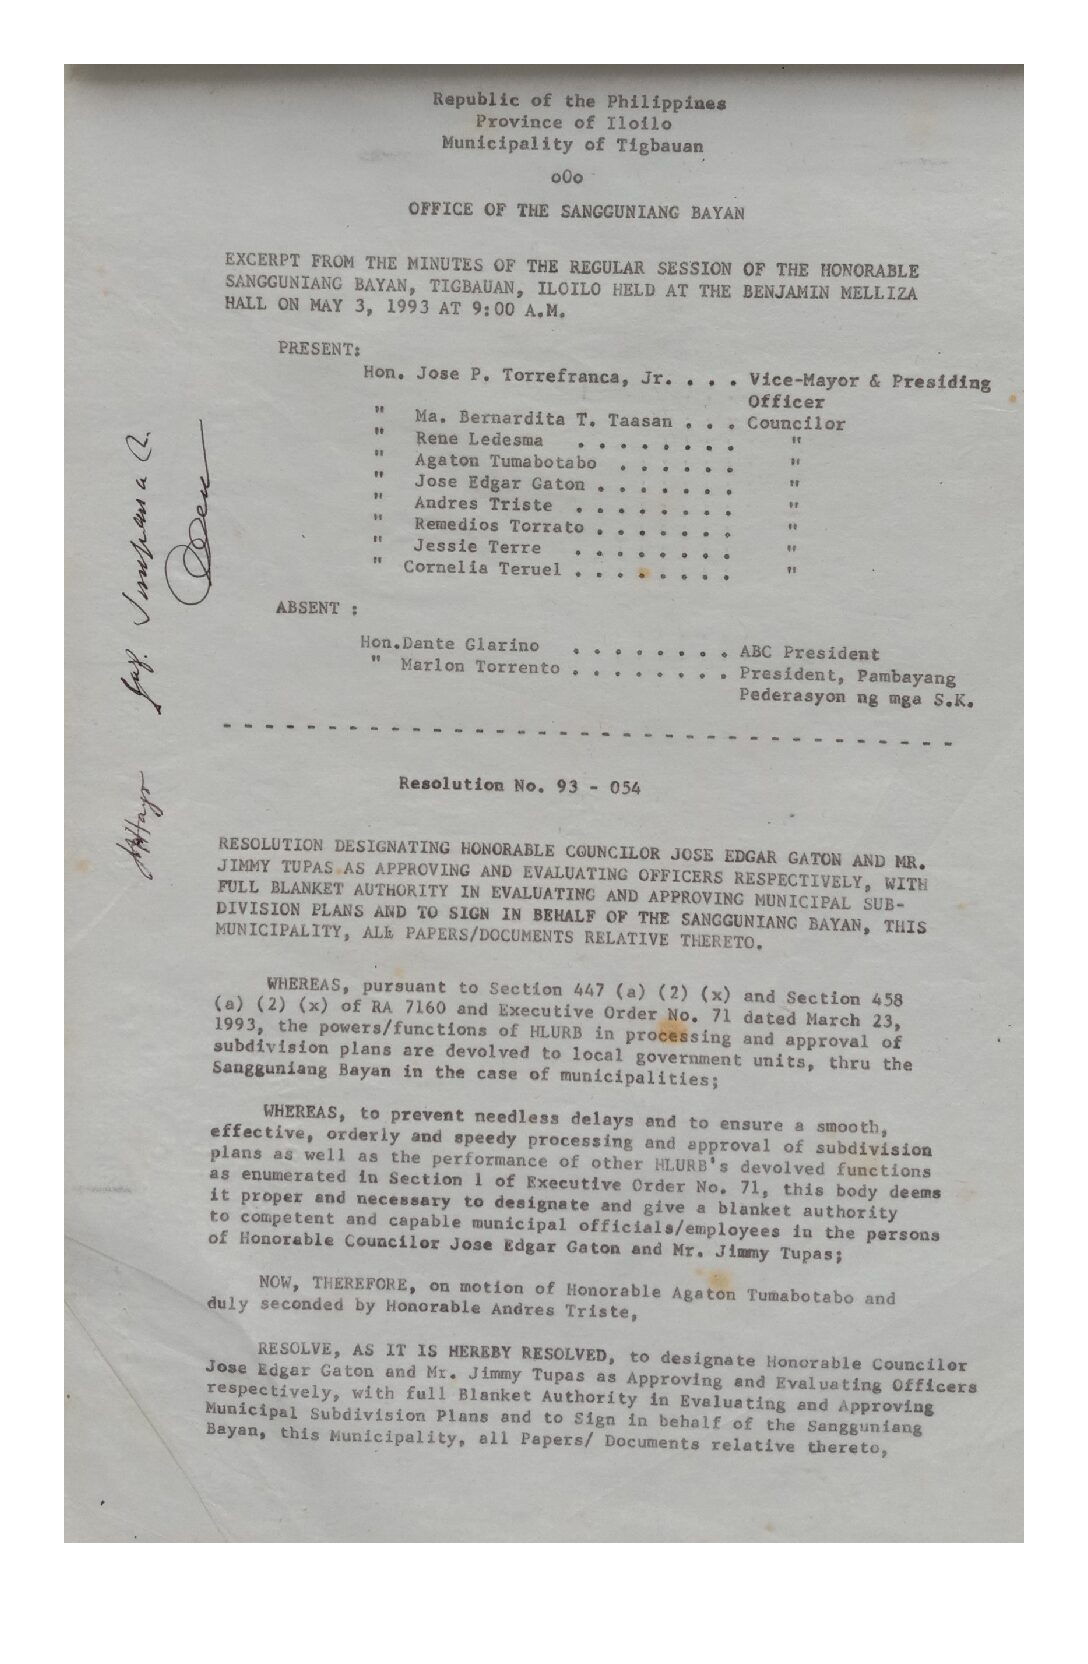 Republic of the Philippines
Province of Iloilo
Municipality of Tigbauan
oOo
OFFICE OF THE SANGGUNIANG BAYAN
EXCERPT FROM THE MINUTES OF THE REGULAR SESSION OF THE HONORABLE
SANGGUNIANG BAYAN, TIGBAUAN, ILOILO HELD AT THE BENJAMIN MELLIZA
HALL ON MAY 3, 1993 AT 9:00 A.M.
PRESENT:
Hon. Jose P. Torrefranca, Jr. . . . Vice-Mayor & Presiding
Officer
" Ma. Bernardita T. Taasan . . . Councilor
" Rene Ledesma . . . . . . . . "
" Agaton Tumabotabo . . . . . . "
" Jose Edgar Gaton . . . . . . . "
" Andres Triste . . . . . . . . "
" Remedios Torrato . . . . . . . "
" Jessie Terre . . . . . . . . "
" Cornelia Teruel . . . . . . . . "
ABSENT :
Hon.Dante Glarino . . . . . . . . ABC President
" Marlon Torrento . . . . . . . . President, Pambayang
Pederasyon ng mga S.K.
- - - - - - - - - - - - - - - - - - - - - - - - - - - - - - - - - - -
Resolution No. 93 - 054
RESOLUTION DESIGNATING HONORABLE COUNCILOR JOSE EDGAR GATON AND MR.
JIMMY TUPAS AS APPROVING AND EVALUATING OFFICERS RESPECTIVELY, WITH
FULL BLANKET AUTHORITY IN EVALUATING AND APPROVING MUNICIPAL SUB-
DIVISION PLANS AND TO SIGN IN BEHALF OF THE SANGGUNIANG BAYAN, THIS
MUNICIPALITY, ALL PAPERS/DOCUMENTS RELATIVE THERETO.
WHEREAS, pursuant to Section 447 (a) (2) (x) and Section 458
(a) (2) (x) of RA 7160 and Executive Order No. 71 dated March 23,
1993, the powers/functions of HLURB in processing and approval of
subdivision plans are devolved to local government units, thru the
Sangguniang Bayan in the case of municipalities;
WHEREAS, to prevent needless delays and to ensure a smooth,
effective, orderly and speedy processing and approval of subdivision
plans as well as the performance of other HLURB's devolved functions
as enumerated in Section 1 of Executive Order No. 71, this body deems
it proper and necessary to designate and give a blanket authority
to competent and capable municipal officials/employees in the persons
of Honorable Councilor Jose Edgar Gaton and Mr. Jimmy Tupas;
NOW, THEREFORE, on motion of Honorable Agaton Tumabotabo and
duly seconded by Honorable Andres Triste,
RESOLVE, AS IT IS HEREBY RESOLVED, to designate Honorable Councilor
Jose Edgar Gaton and Mr. Jimmy Tupas as Approving and Evaluating Officers
respectively, with full Blanket Authority in Evaluating and Approving
Municipal Subdivision Plans and to Sign in behalf of the Sangguniang
Bayan, this Municipality, all Papers/ Documents relative thereto,